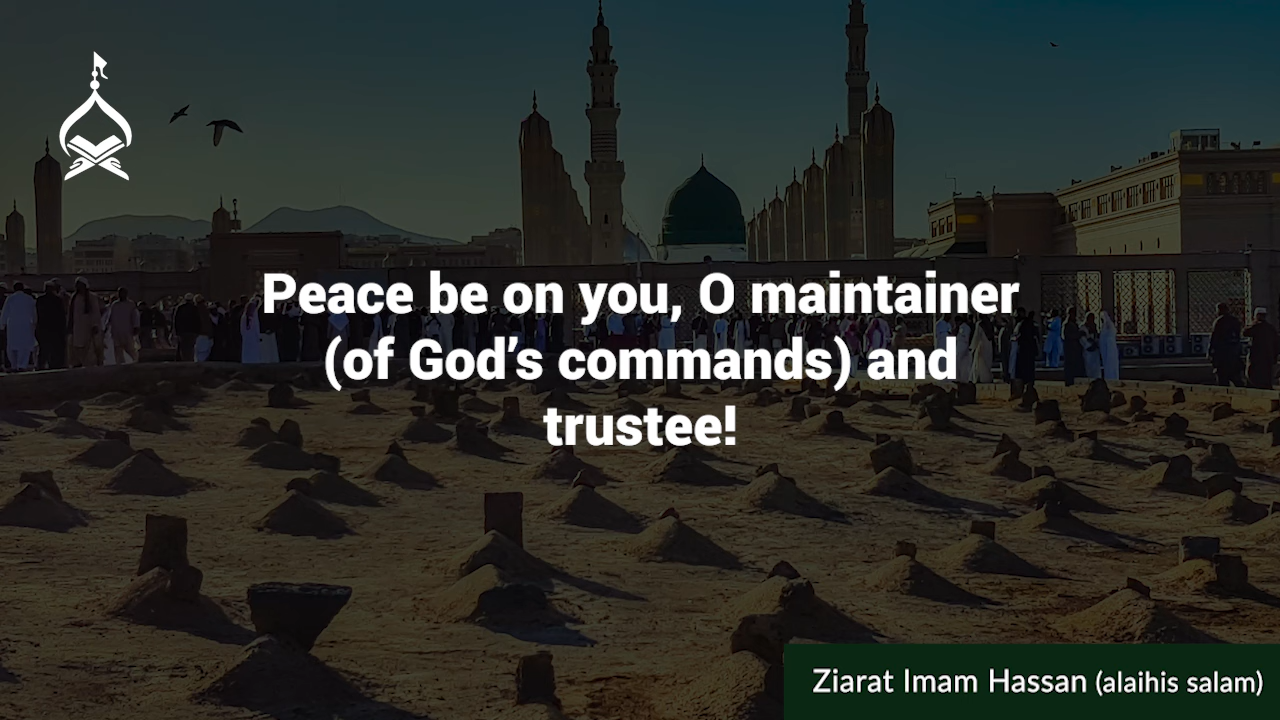 Peace be on you, O maintainer
(of God’s commands) and
trustee!
Ziarat Imam Hassan (alaihis salam)